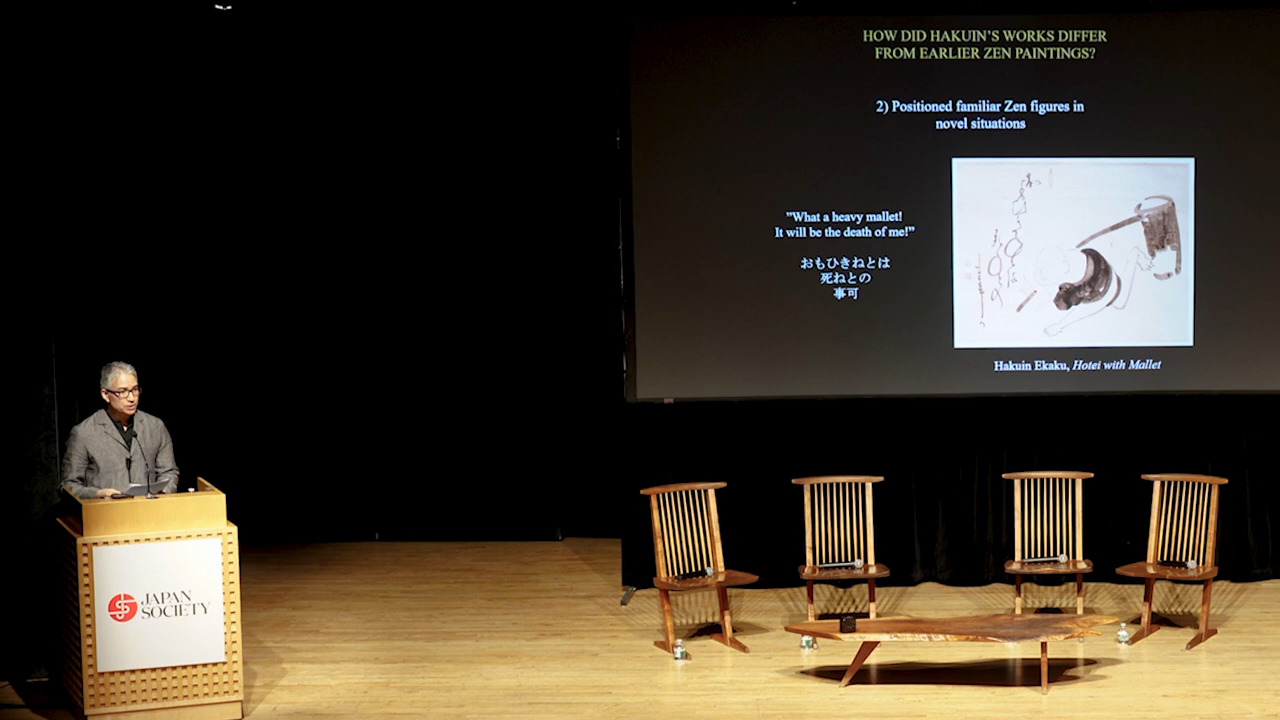 HOW DID HAKUIN'S WORKS DIFFER
FROM EARLIER ZEN PAINTINGS?
2) Positioned familiar Zen figures in
novel situations
”What a heavy mallet!
It will be the death of me!”
おもひきねとは
死ねとの
事可
Hakuin Ekaku, Hotei with Mallet
JAPAN
SOCIETY